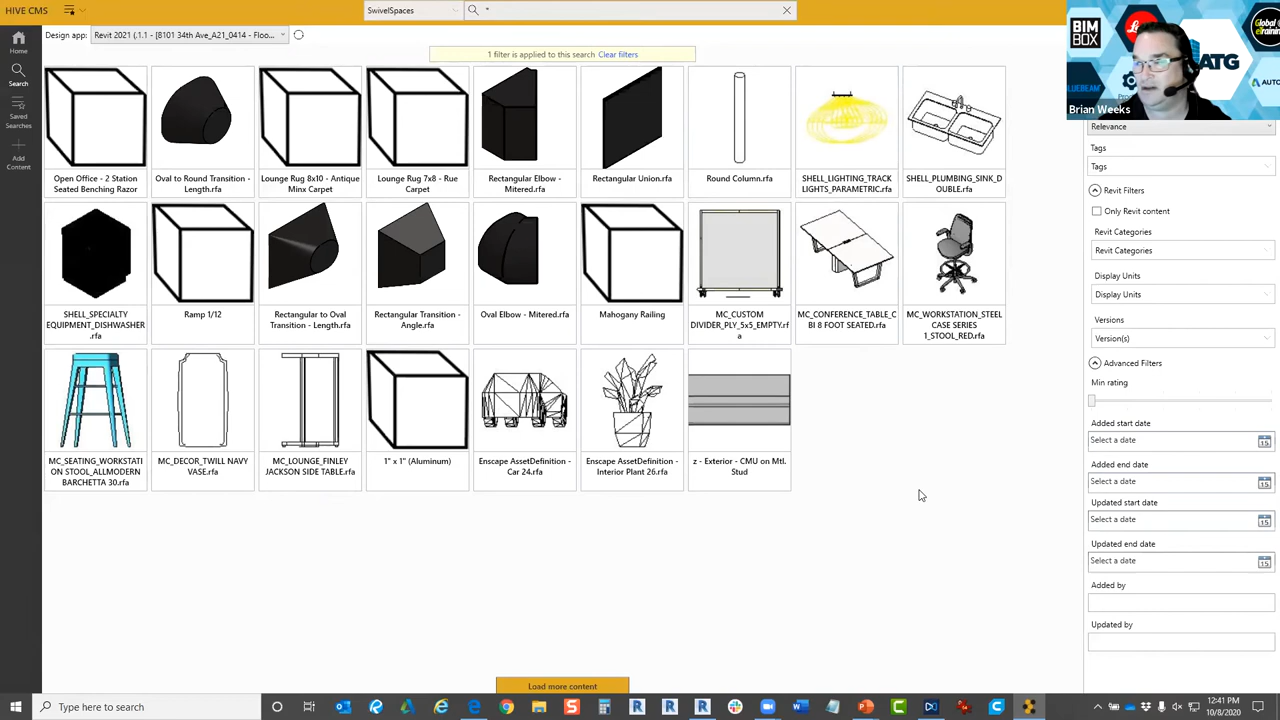 HIVE CMS
SwivelSpaces
*
Design app:
Revit 2021 (.1.1 - [8101 34th Ave_A21_0414 - Floo...
1 filter is applied to this search Clear filters
Home
Search
Saved
Searches
Add
Content
Open Office - 2 Station
Seated Benching Razor
Oval to Round Transition -
Length.rfa
Lounge Rug 8x10 - Antique
Minx Carpet
Lounge Rug 7x8 - Rue
Carpet
Rectangular Elbow -
Mitered.rfa
Rectangular Union.rfa
Round Column.rfa
SHELL_LIGHTING_TRACK
LIGHTS_PARAMETRIC.rfa
SHELL_PLUMBING_SINK_D
OUBLE.rfa
SHELL_SPECIALTY
EQUIPMENT_DISHWASHER
.rfa
Ramp 1/12
Rectangular to Oval
Transition - Length.rfa
Rectangular Transition -
Angle.rfa
Oval Elbow - Mitered.rfa
Mahogany Railing
MC_CUSTOM
DIVIDER_PLY_5x5_EMPTY.rf
a
MC_CONFERENCE_TABLE_C
BI 8 FOOT SEATED.rfa
MC_WORKSTATION_STEEL
CASE SERIES
1_STOOL_RED.rfa
MC_SEATING_WORKSTATI
ON STOOL_ALLMODERN
BARCHETTA 30.rfa
MC_DECOR_TWILL NAVY
VASE.rfa
MC_LOUNGE_FINLEY
JACKSON SIDE TABLE.rfa
1" x 1" (Aluminum)
Enscape AssetDefinition -
Car 24.rfa
Enscape AssetDefinition -
Interior Plant 26.rfa
z - Exterior - CMU on Mtl.
Stud
Load more content
BIM
BOX
Global
eTraining
ATG
BLUEBEAM
AUTO
Brian Weeks
Relevance
Tags
Tags
Revit Filters
Only Revit content
Revit Categories
Revit Categories
Display Units
Display Units
Versions
Version(s)
Advanced Filters
Min rating
Added start date
Select a date
15
Added end date
Select a date
15
Updated start date
Select a date
15
Updated end date
Select a date
15
Added by
Updated by
Type here to search
12:41 PM
10/8/2020